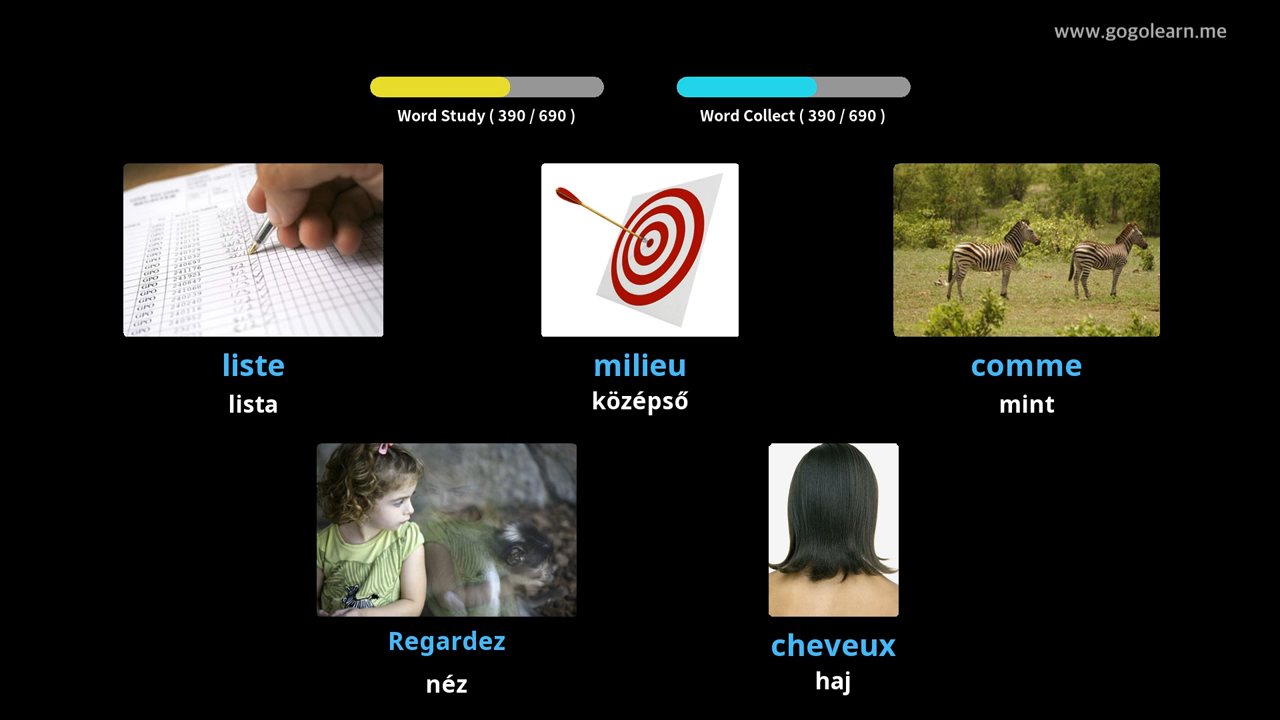 www.gogolearn.me
Word Study ( 390 / 690 )
Word Collect ( 390 / 690 )
liste
lista
milieu
középső
comme
mint
Regardez
néz
cheveux
haj